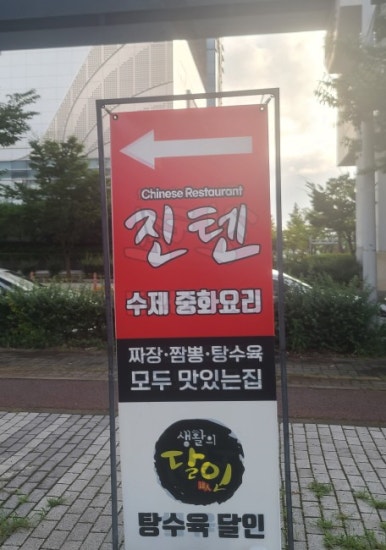 Chinese Restaurant
진텐
수제 중화요리
짜장·짬뽕·탕수육
모두 맛있는집
생활의
달인
탕수육 달인